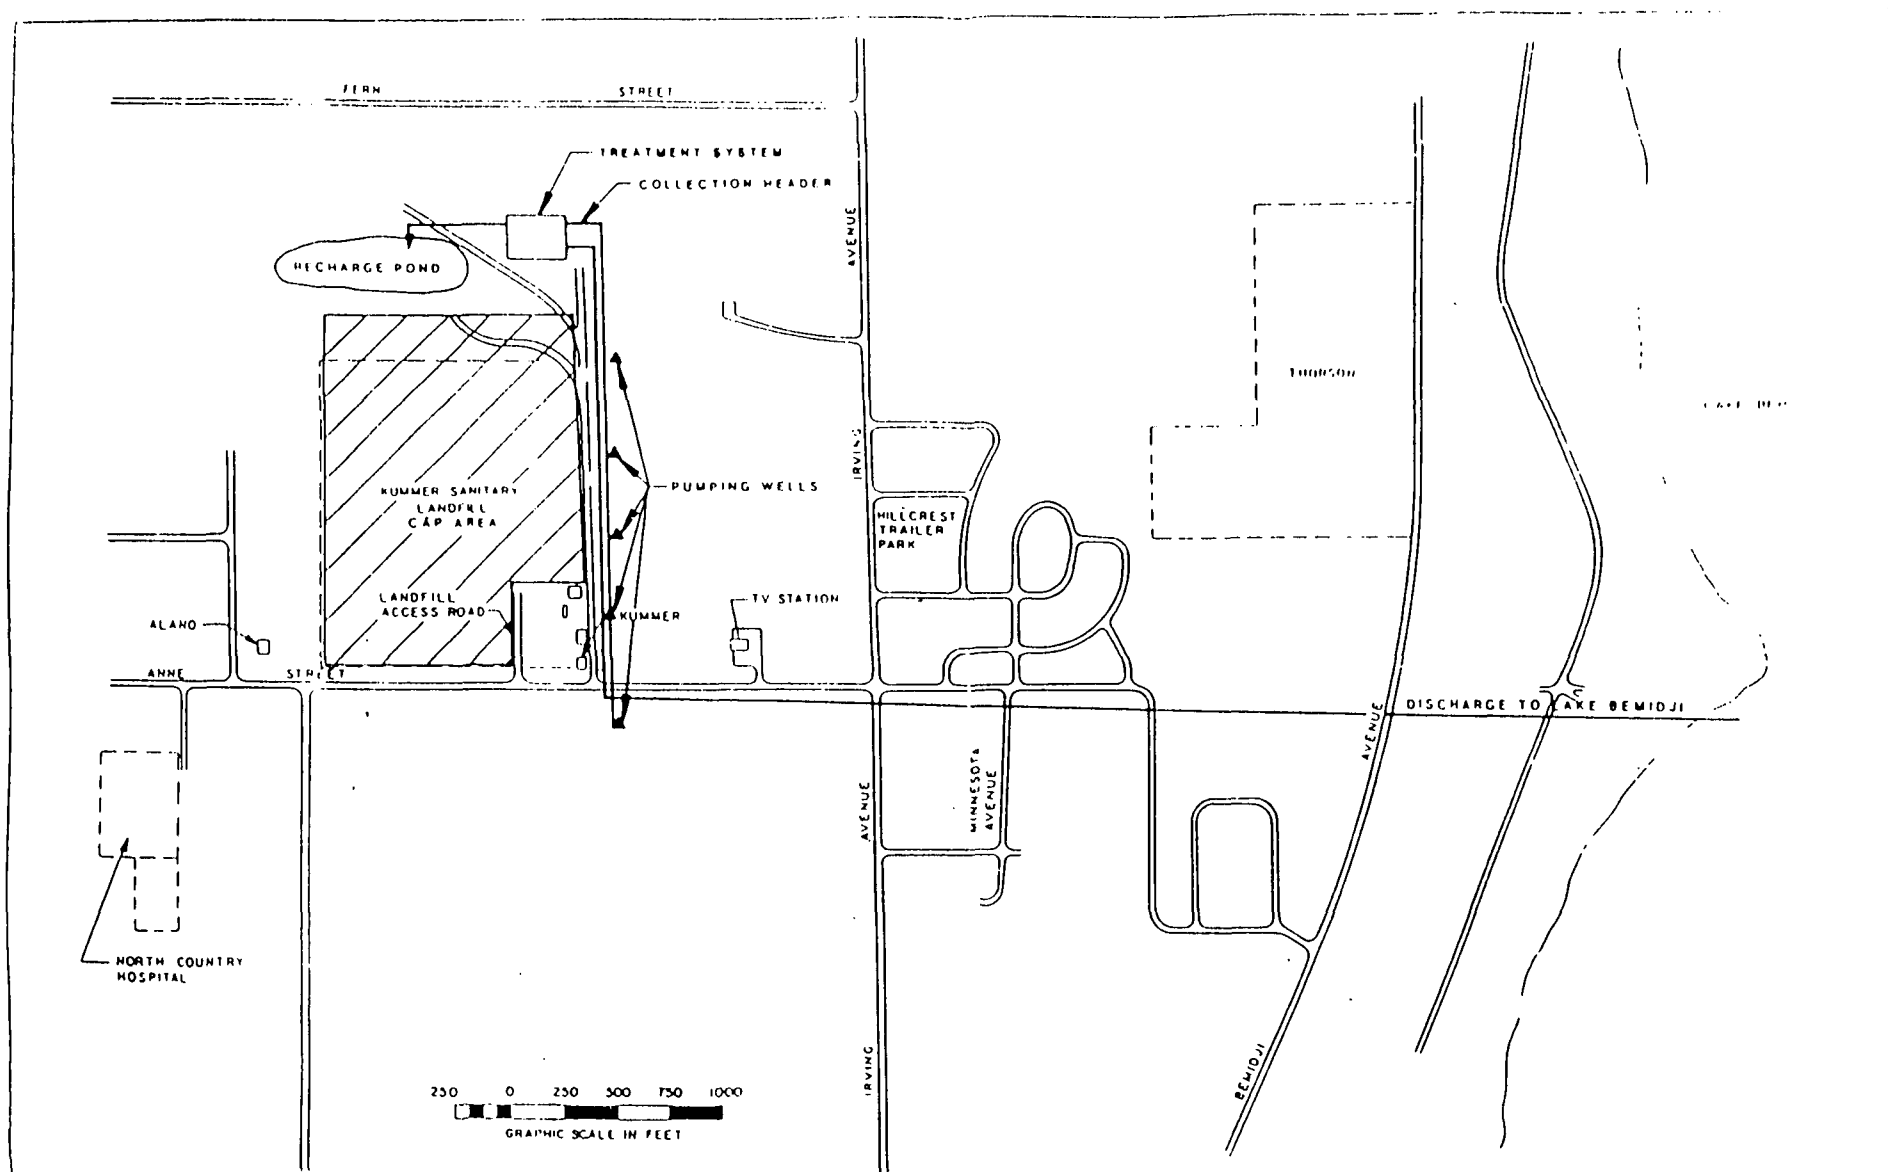 FERN STREET
TREATMENT SYSTEM
COLLECTION HEADER
AVENUE
RECHARGE POND
THORSON
LAKE
IRVING
PUMPING WELLS
KUMMER SANITARY
LANDFILL
CAP AREA
HILLCREST
TRAILER
PARK
LANDFILL
ACCESS ROAD
TV STATION
KUMMER
ALANO
ANNE STREET
DISCHARGE TO LAKE BEMIDJI
AVENUE
MINNESOTA
AVENUE
AVENUE
NORTH COUNTRY
HOSPITAL
IRVING
BEMIDJI
250 0 250 500 750 1000
GRAPHIC SCALE IN FEET